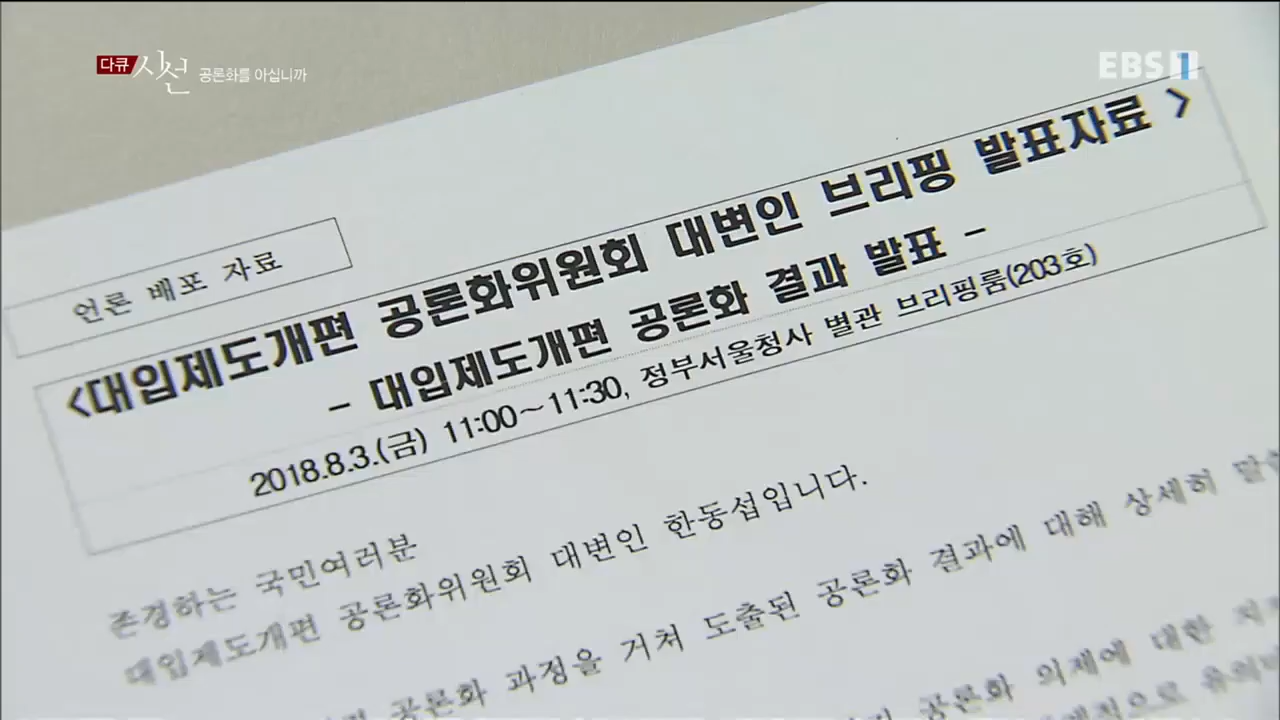 다큐 시선 공론화를 아십니까
EBS 1
언론 배포 자료
<대입제도개편 공론화위원회 대변인 브리핑 발표자료 >
- 대입제도개편 공론화 결과 발표 -
2018.8.3.(금) 11:00~11:30, 정부서울청사 별관 브리핑룸(203호)
존경하는 국민여러분
대입제도개편 공론화위원회 대변인 한동섭입니다.
공론화 과정을 거쳐 도출된 공론화 결과에 대해 상세히
공론화 의제에 대한